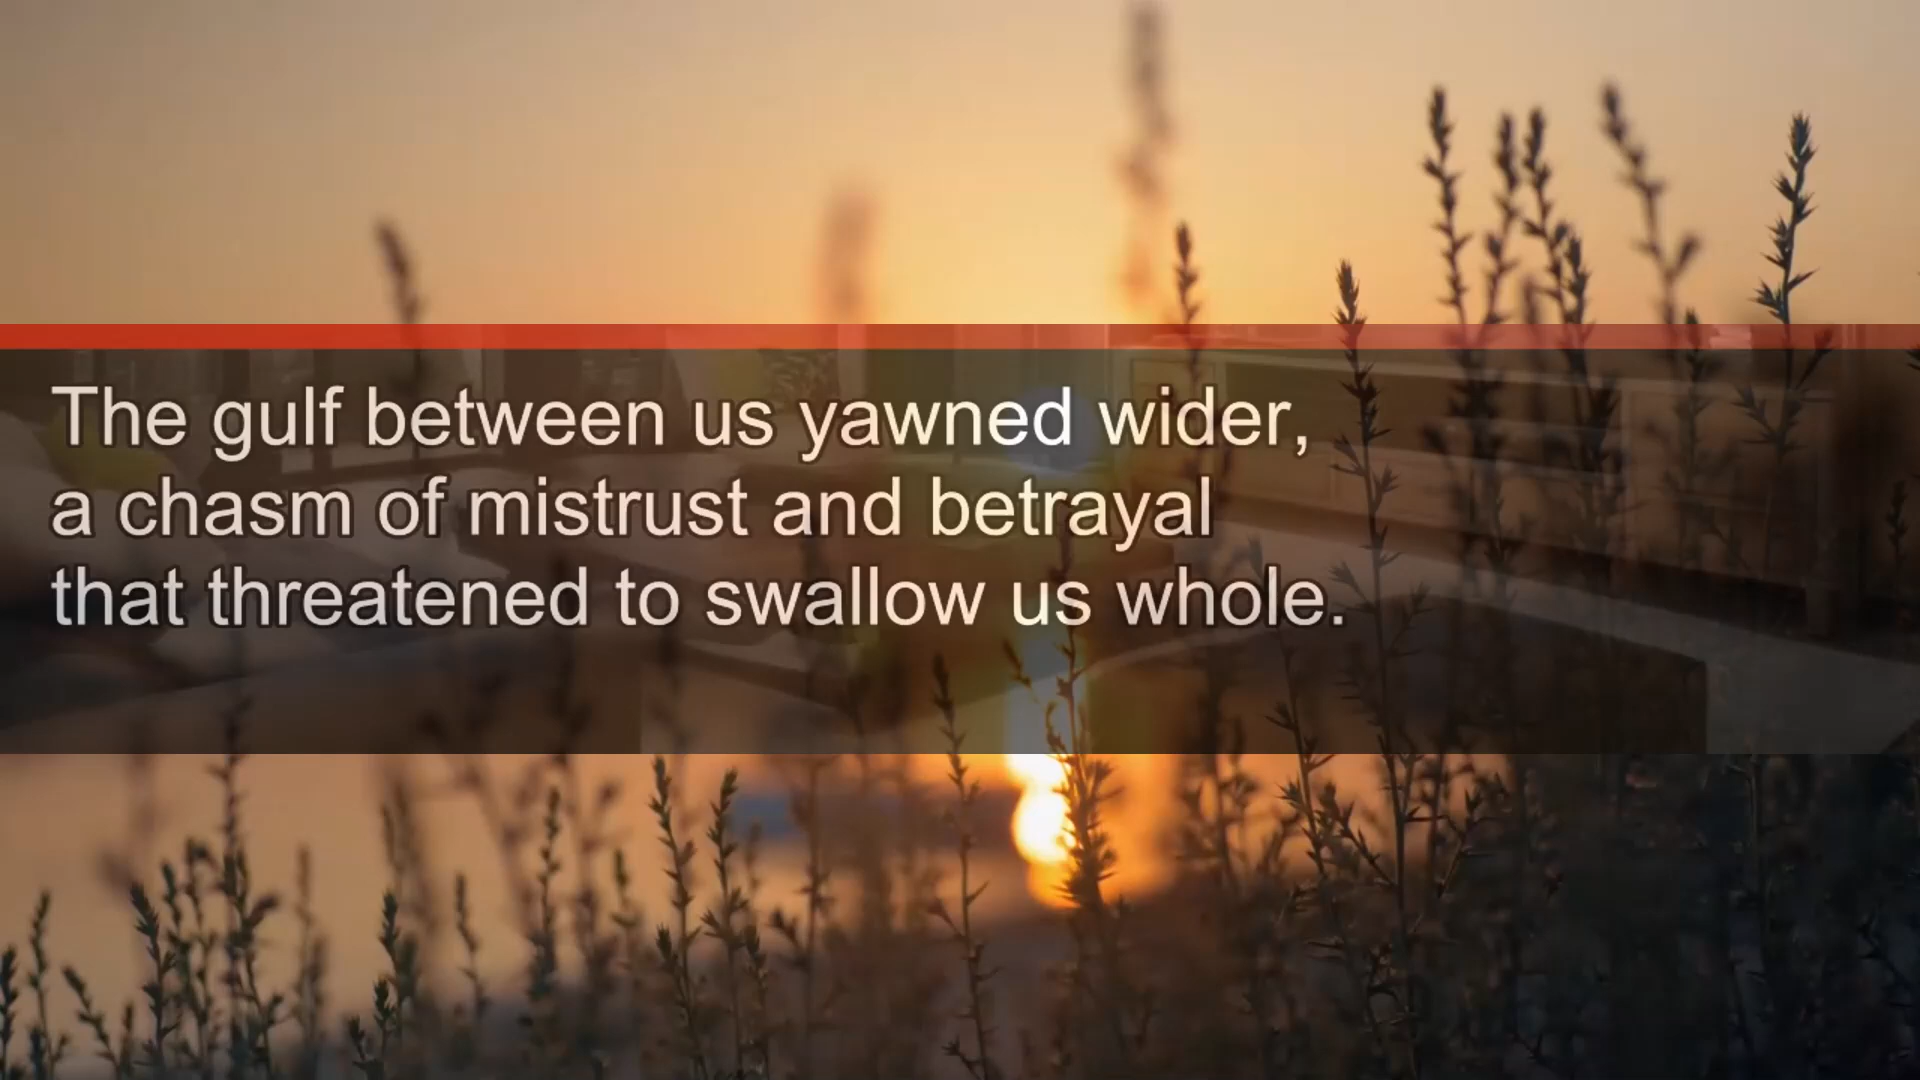 The gulf between us yawned wider,
a chasm of mistrust and betrayal
that threatened to swallow us whole.